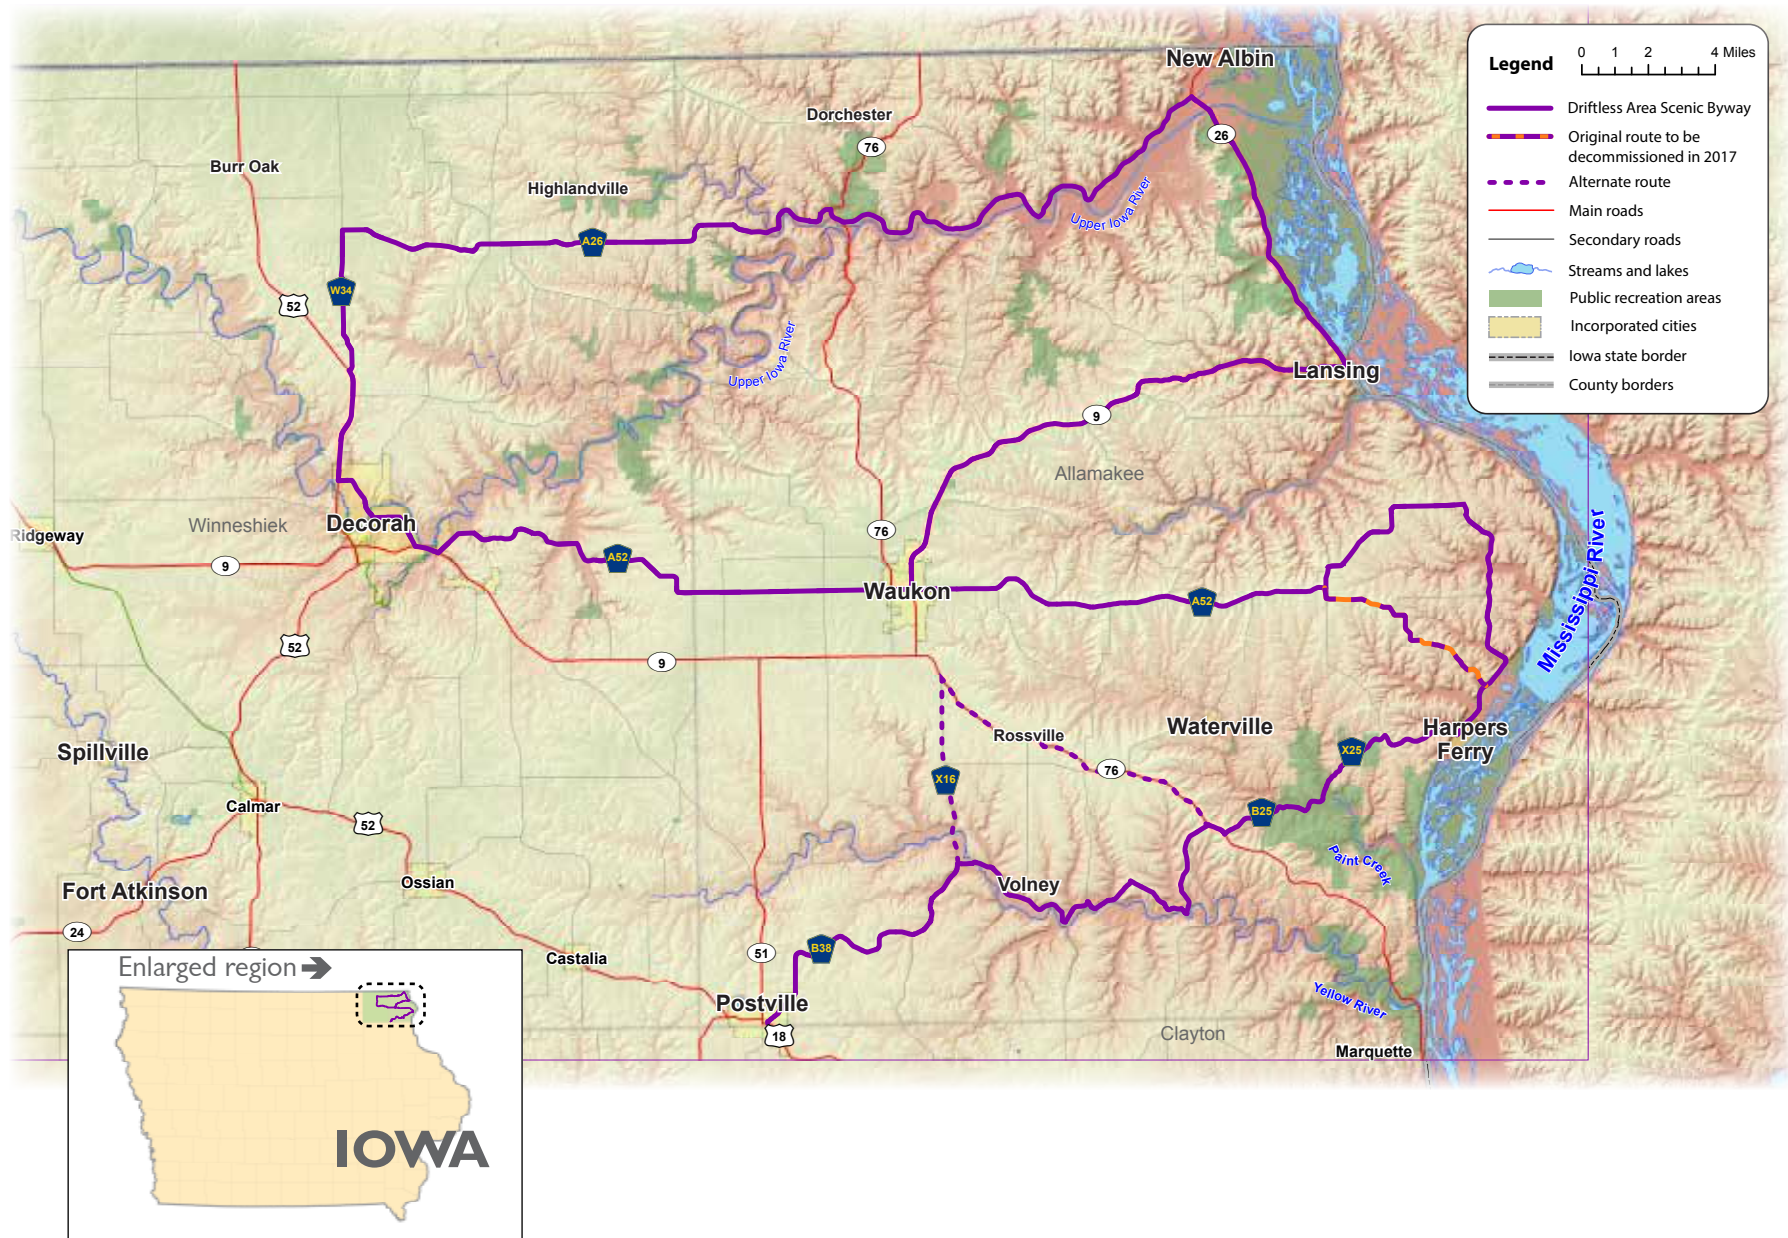 New Albin
Legend
0 1 2 4 Miles
Driftless Area Scenic Byway
Original route to be
decommissioned in 2017
Alternate route
Main roads
Secondary roads
Streams and lakes
Public recreation areas
Incorporated cities
Iowa state border
County borders
Dorchester
76
26
Burr Oak
Highlandville
Upper Iowa River
A26
W34
52
Upper Iowa River
Lansing
9
Allamakee
Winneshiek
Decorah
Ridgeway
76
9
A52
Waukon
A52
Mississippi River
52
9
Spillville
Rossville
Waterville
Harpers
Ferry
X25
76
X16
B25
Calmar
52
Paint Creek
Fort Atkinson
Ossian
Volney
24
B38
51
Castalia
Postville
18
Yellow River
Clayton
Marquette
Enlarged region
IOWA